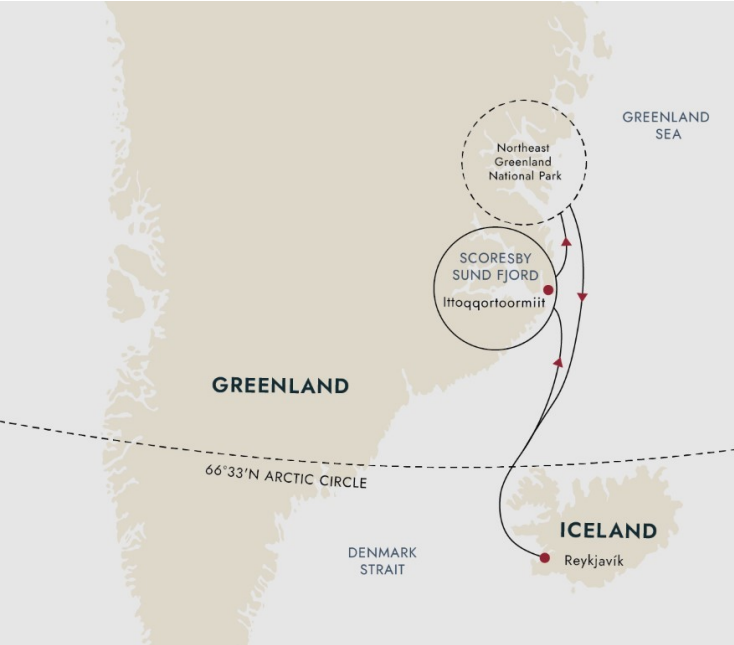 GREENLAND
SEA
Northeast
Greenland
National Park
SCORESBY
SUND FJORD
Ittoqqortoormiit
GREENLAND
66°33'N ARCTIC CIRCLE
ICELAND
DENMARK
STRAIT
Reykjavík